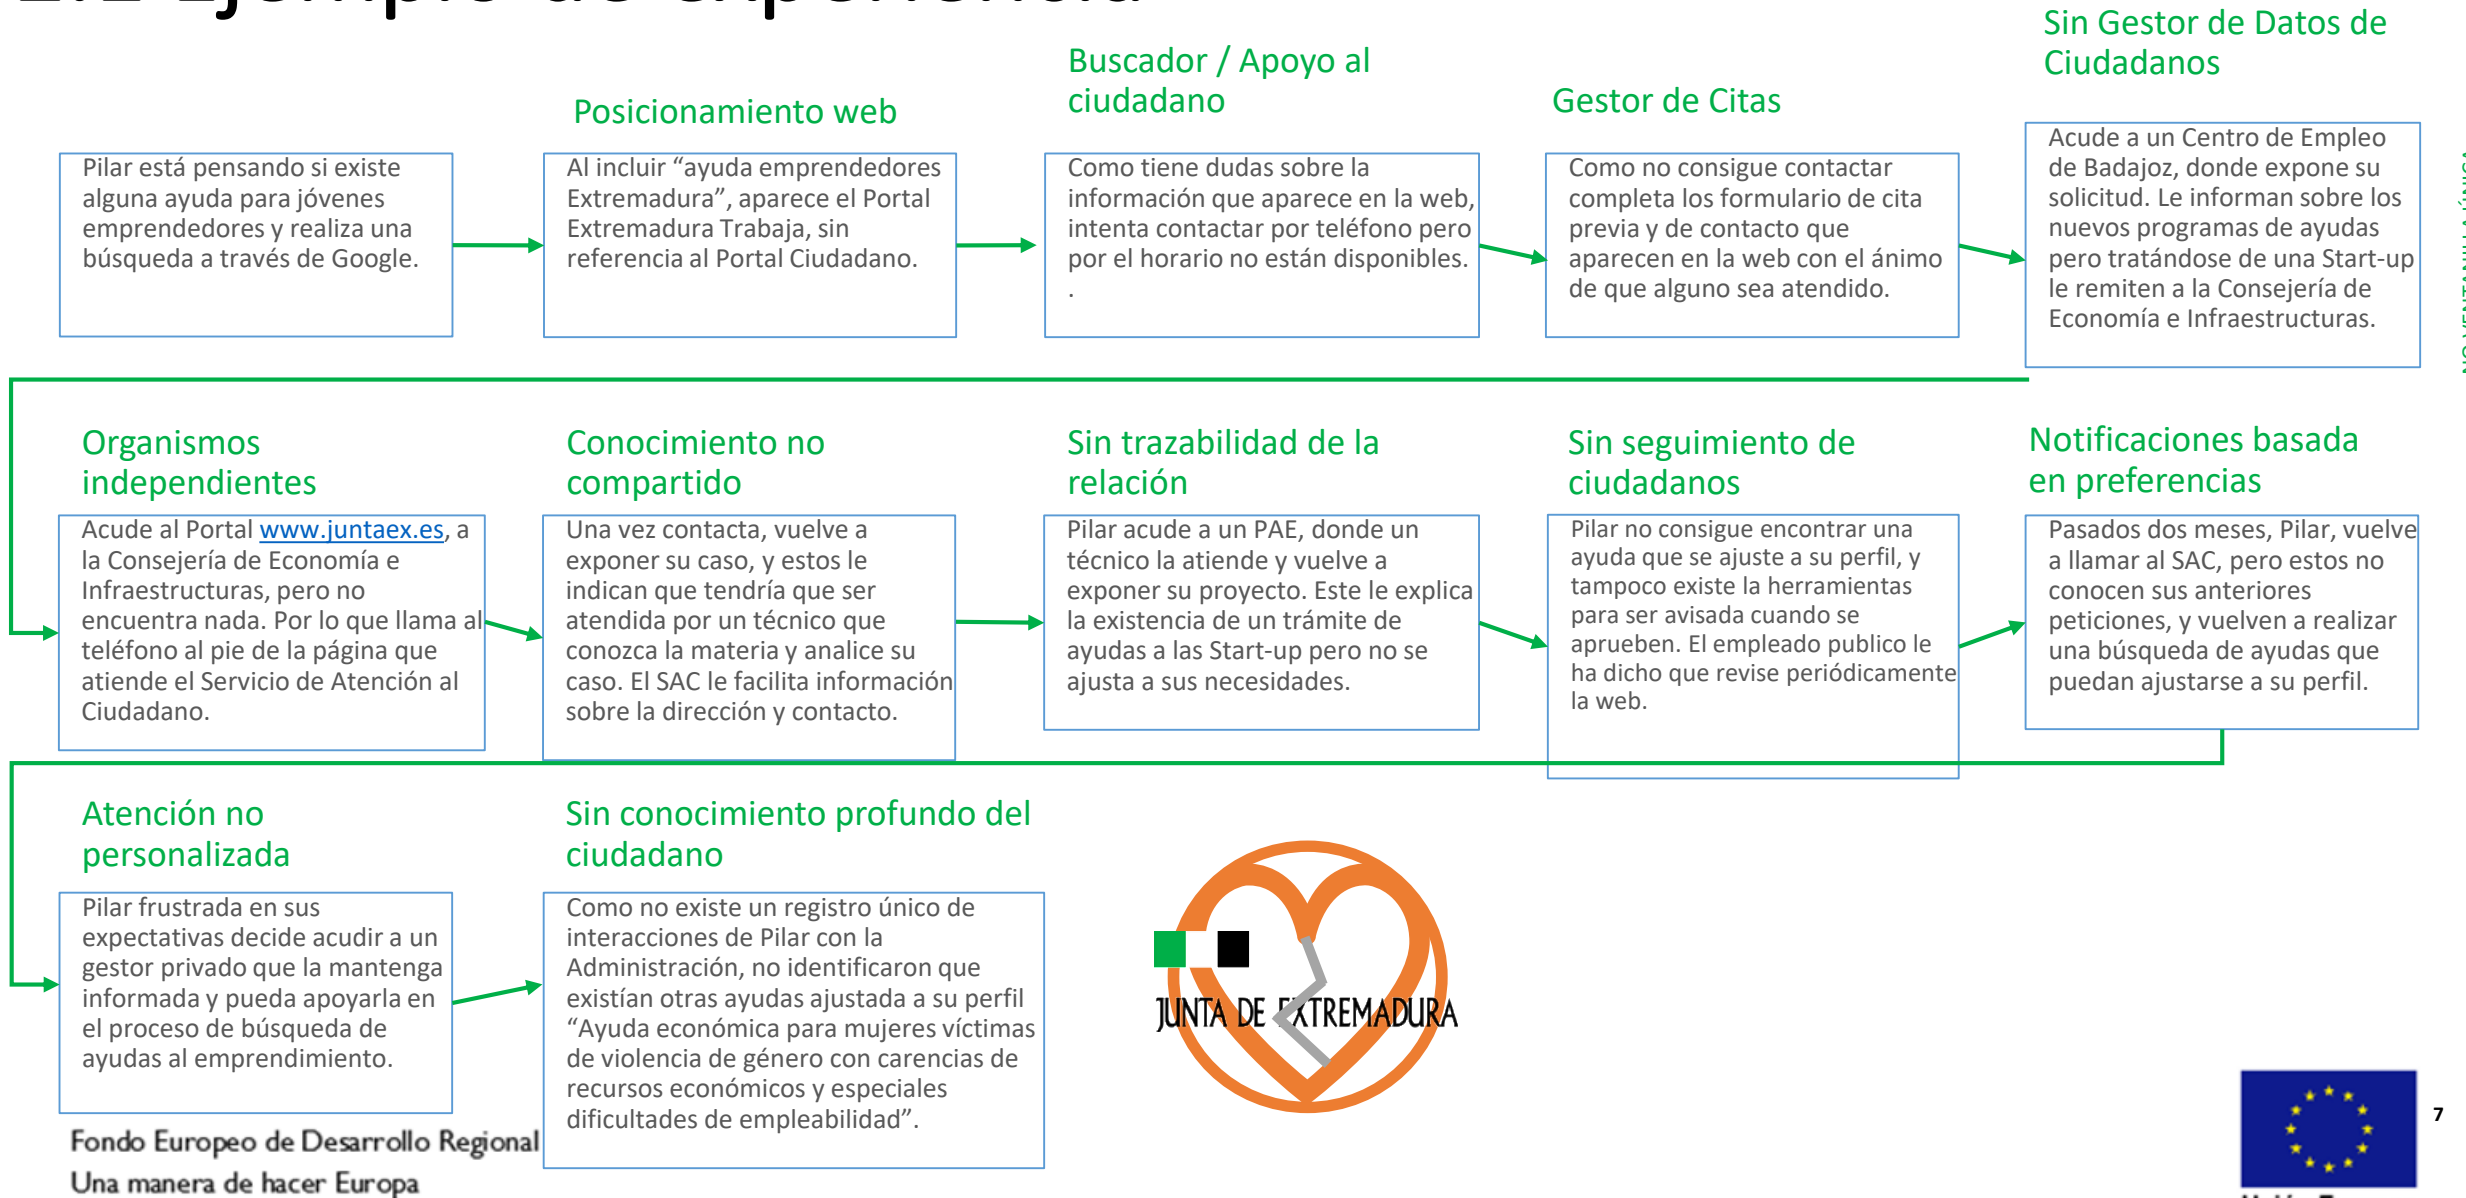 Ejemplo de experiencia
Sin Gestor de Datos de
Ciudadanos
Buscador / Apoyo al
ciudadano
Posicionamiento web
Gestor de Citas
Pilar está pensando si existe
alguna ayuda para jóvenes
emprendedores y realiza una
búsqueda a través de Google.
Al incluir “ayuda emprendedores
Extremadura”, aparece el Portal
Extremadura Trabaja, sin
referencia al Portal Ciudadano.
Como tiene dudas sobre la
información que aparece en la web,
intenta contactar por teléfono pero
por el horario no están disponibles.
.
Como no consigue contactar
completa los formulario de cita
previa y de contacto que
aparecen en la web con el ánimo
de que alguno sea atendido.
Acude a un Centro de Empleo
de Badajoz, donde expone su
solicitud. Le informan sobre los
nuevos programas de ayudas
pero tratándose de una Start-up
le remiten a la Consejería de
Economía e Infraestructuras.
Organismos
independientes
Conocimiento no
compartido
Sin trazabilidad de la
relación
Sin seguimiento de
ciudadanos
Notificaciones basada
en preferencias
Acude al Portal www.juntaex.es, a
la Consejería de Economía e
Infraestructuras, pero no
encuentra nada. Por lo que llama al
teléfono al pie de la página que
atiende el Servicio de Atención al
Ciudadano.
Una vez contacta, vuelve a
exponer su caso, y estos le
indican que tendría que ser
atendida por un técnico que
conozca la materia y analice su
caso. El SAC le facilita información
sobre la dirección y contacto.
Pilar acude a un PAE, donde un
técnico la atiende y vuelve a
exponer su proyecto. Este le explica
la existencia de un trámite de
ayudas a las Start-up pero no se
ajusta a sus necesidades.
Pilar no consigue encontrar una
ayuda que se ajuste a su perfil, y
tampoco existe la herramientas
para ser avisada cuando se
aprueben. El empleado publico le
ha dicho que revise periódicamente
la web.
Pasados dos meses, Pilar, vuelve
a llamar al SAC, pero estos no
conocen sus anteriores
peticiones, y vuelven a realizar
una búsqueda de ayudas que
puedan ajustarse a su perfil.
Atención no
personalizada
Sin conocimiento profundo del
ciudadano
Pilar frustrada en sus
expectativas decide acudir a un
gestor privado que la mantenga
informada y pueda apoyarla en
el proceso de búsqueda de
ayudas al emprendimiento.
Como no existe un registro único de
interacciones de Pilar con la
Administración, no identificaron que
existían otras ayudas ajustada a su perfil
“Ayuda económica para mujeres víctimas
de violencia de género con carencias de
recursos económicos y especiales
dificultades de empleabilidad”.
JUNTA DE EXTREMADURA
Fondo Europeo de Desarrollo Regional
Una manera de hacer Europa
7